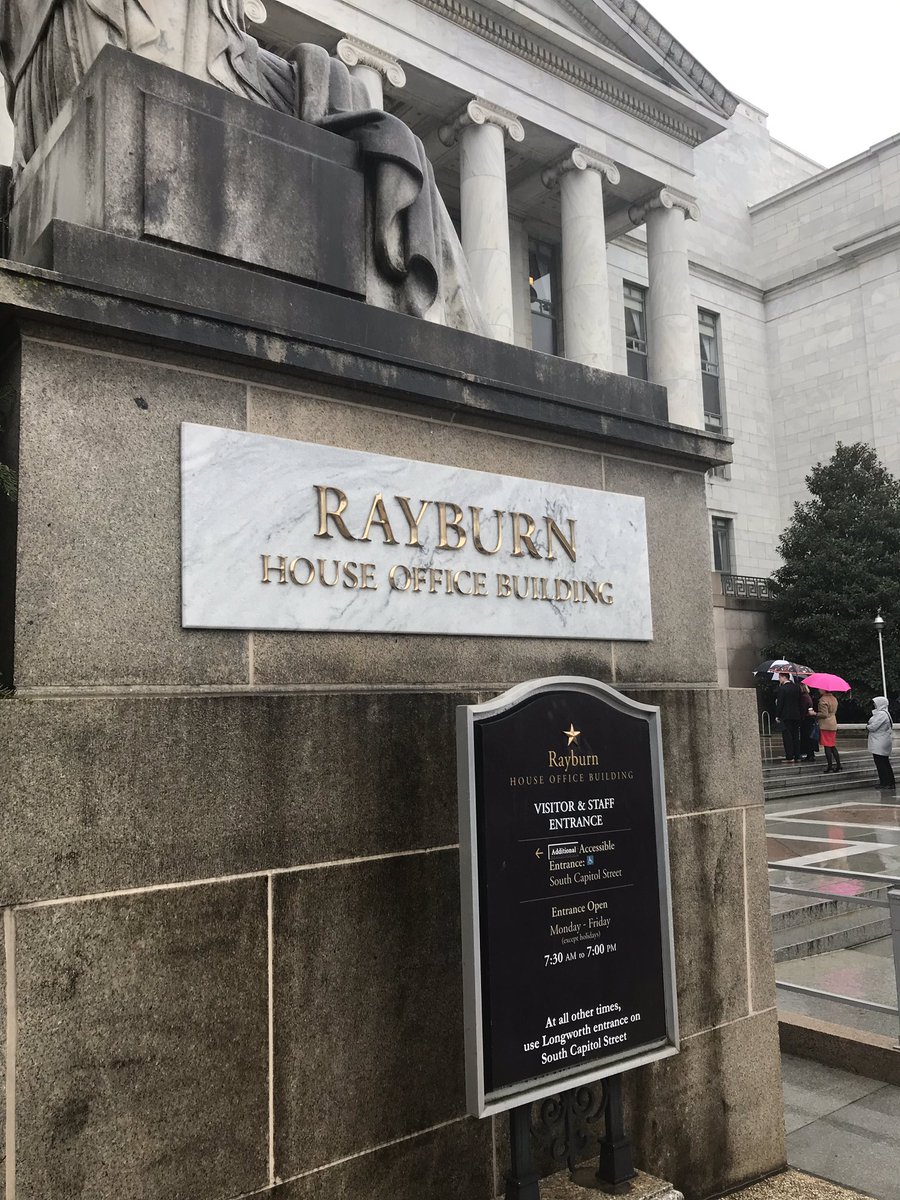 RAYBURN
HOUSE OFFICE BUILDING
Rayburn
HOUSE OFFICE BUILDING
VISITOR & STAFF
ENTRANCE
← Additional Accessible
Entrance: ♿
South Capitol Street
Entrance Open
Monday - Friday
(except holidays)
7:30 AM to 7:00 PM
At all other times,
use Longworth entrance on
South Capitol Street